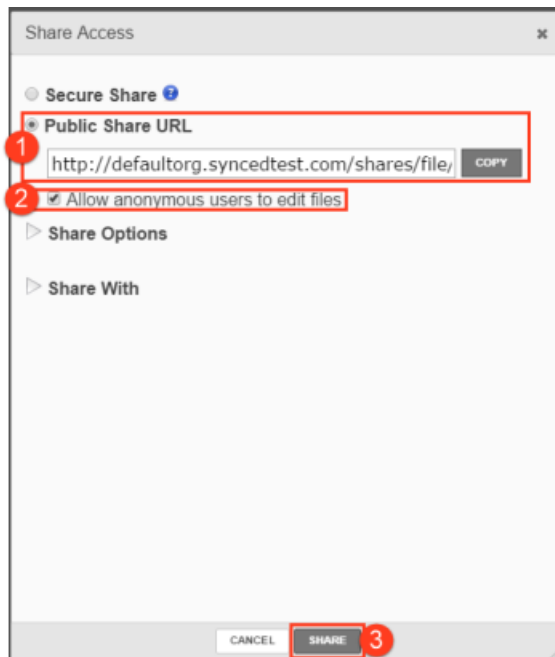 Share Access
Secure Share ?
Public Share URL
1
http://defaultorg.syncedtest.com/shares/file/ COPY
2 Allow anonymous users to edit files
Share Options
Share With
CANCEL SHARE 3